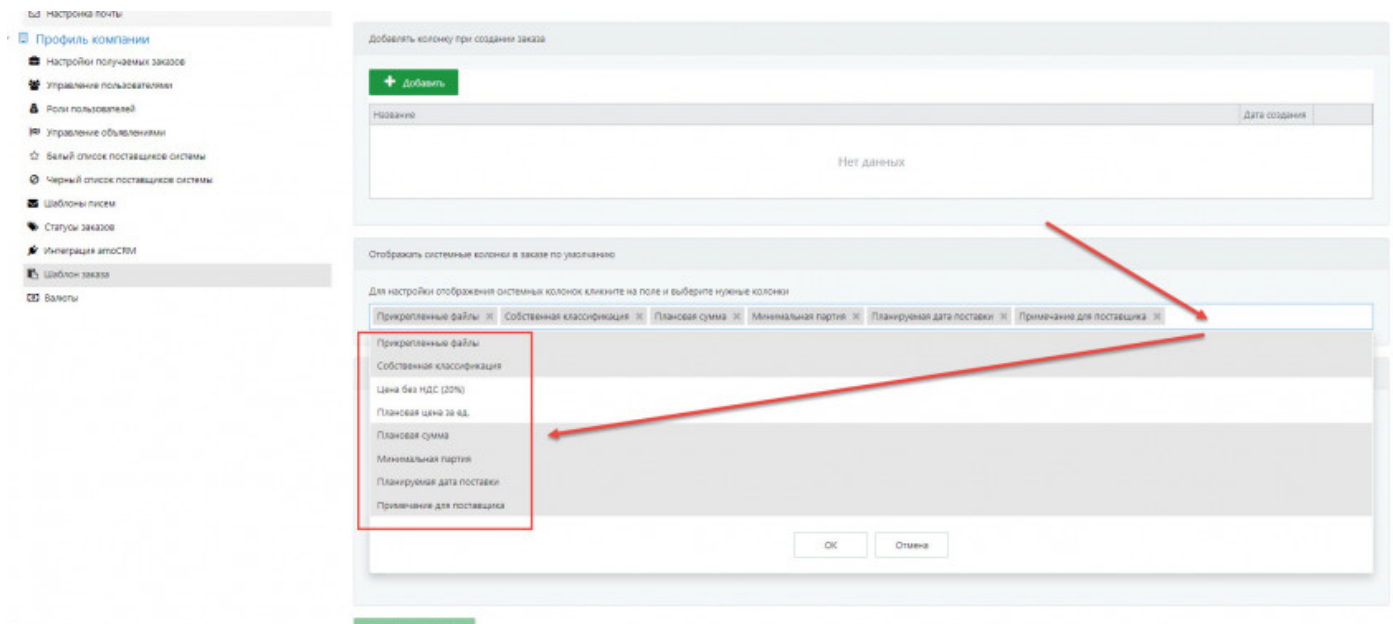 Настройка почты
Профиль компании
Настройки получаемых заказов
Управление пользователями
Роли пользователей
Управление объявлениями
Белый список поставщиков системы
Черный список поставщиков системы
Шаблоны писем
Статусы заказов
Интеграция amoCRM
Шаблон заказа
Валюты
Добавлять колонку при создании заказа
Добавить
Название Дата создания
Нет данных
Отображать системные колонки в заказе по умолчанию
Для настройки отображения системных колонок кликните на поле и выберите нужные колонки
Прикрепленные файлы Собственная классификация Плановая сумма Минимальная партия Планируемая дата поставки Примечание для поставщика
Прикрепленные файлы
Собственная классификация
Цена без НДС (20%)
Плановая цена за ед.
Плановая сумма
Минимальная партия
Планируемая дата поставки
Примечание для поставщика
ОК Отмена